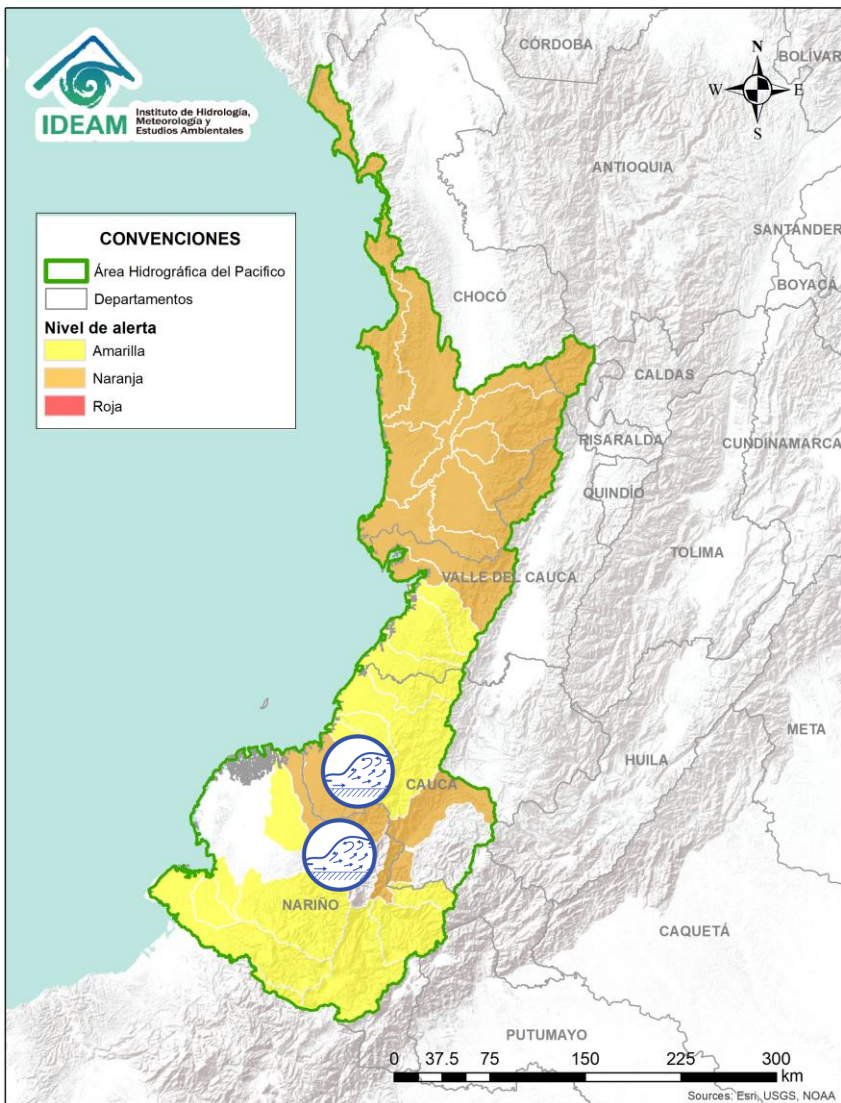 IDEAM
Instituto de Hidrología,
Meteorología y
Estudios Ambientales
CONVENCIONES
Área Hidrográfica del Pacifico
Departamentos
Nivel de alerta
Amarilla
Naranja
Roja
N
W
E
S
CÓRDOBA
BOLÍVAR
ANTIOQUIA
SANTANDER
BOYACÁ
CHOCÓ
CALDAS
RISARALDA
CUNDINAMARCA
QUINDÍO
TOLIMA
VALLE DEL CAUCA
META
HUILA
CAUCA
NARIÑO
CAQUETÁ
PUTUMAYO
0 37.5 75 150 225 300
km
Sources: Esri, USGS, NOAA